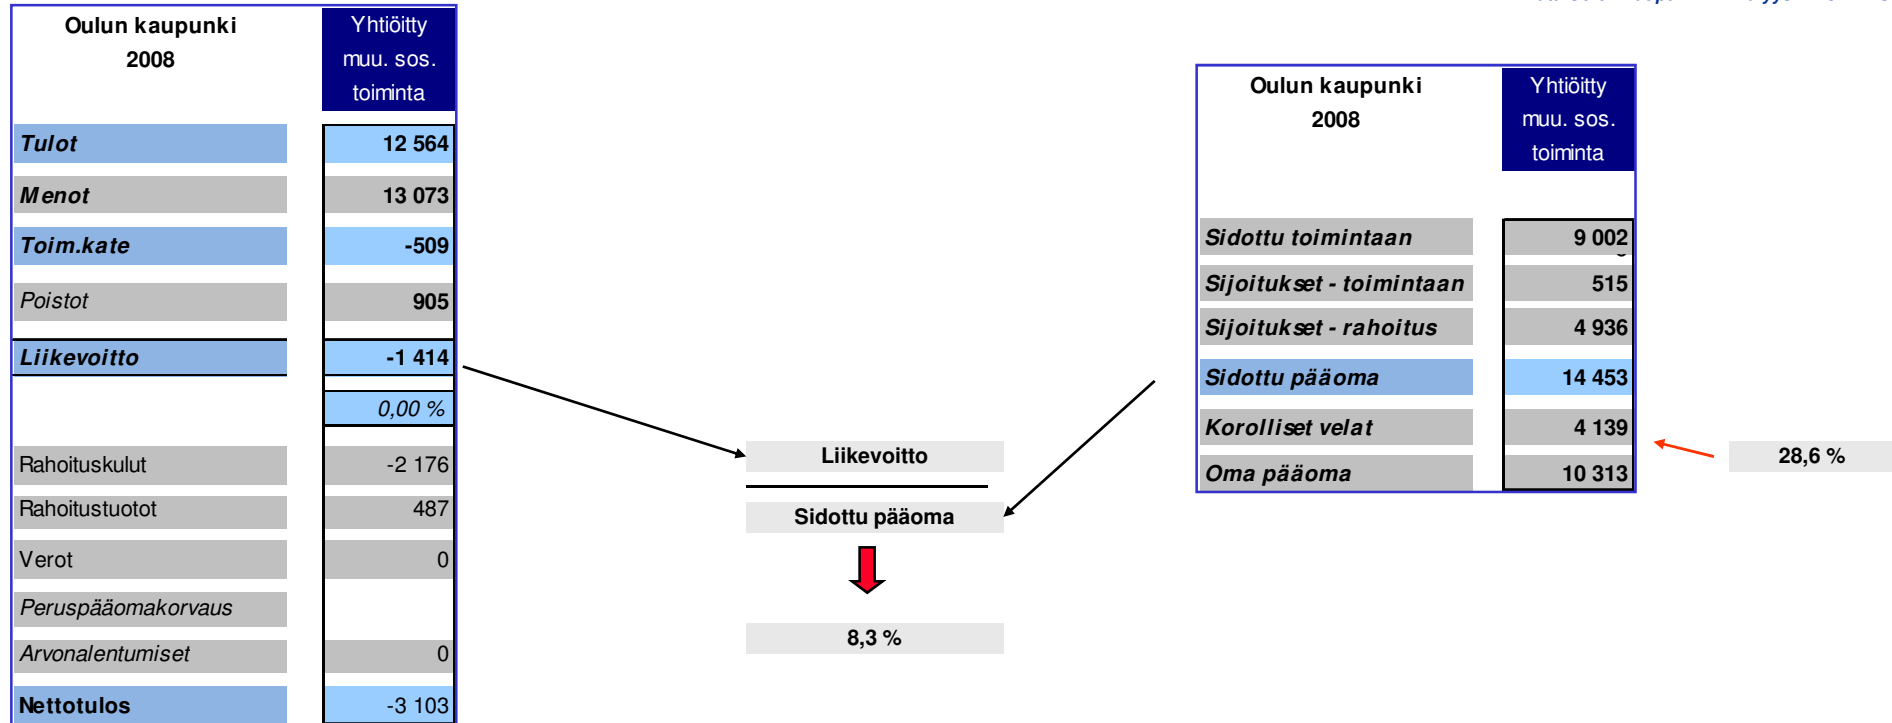 Oulun kaupunki
2008
Yhtiöitty
muu. sos.
toiminta
Tulot 12 564
Menot 13 073
Toim.kate -509
Poistot 905
Liikevoitto -1 414
0,00 %
Rahoituskulut -2 176
Rahoitustuotot 487
Verot 0
Peruspääomakorvaus
Arvonalentumiset 0
Nettotulos -3 103
Liikevoitto
Sidottu pääoma
8,3 %
Oulun kaupunki
2008
Yhtiöitty
muu. sos.
toiminta
Sidottu toimintaan 9 002
Sijoitukset - toimintaan 515
Sijoitukset - rahoitus 4 936
Sidottu pääoma 14 453
Korolliset velat 4 139
Oma pääoma 10 313
28,6 %